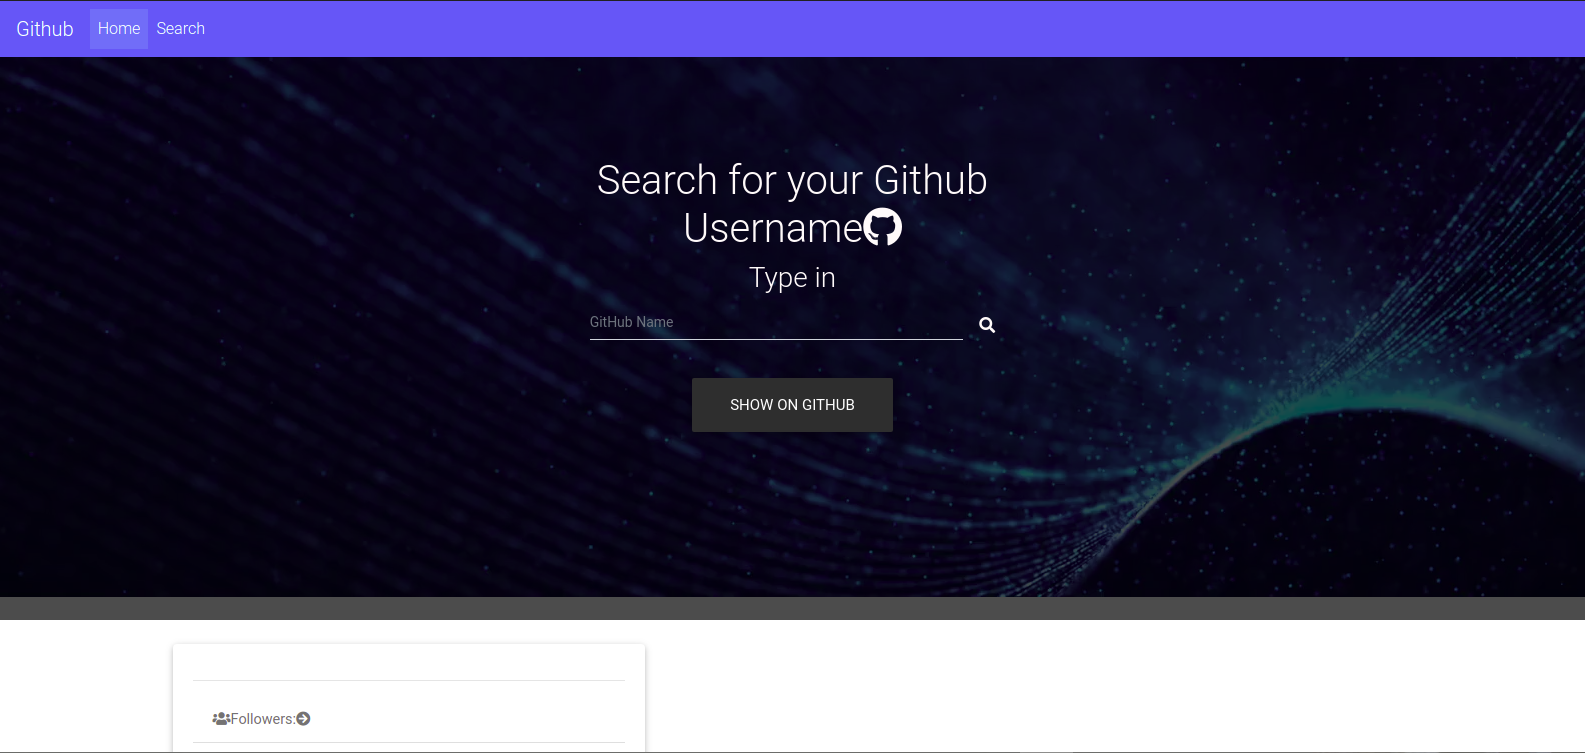 Github Home Search
Search for your Github
Username
Type in
GitHub Name
SHOW ON GITHUB
Followers: